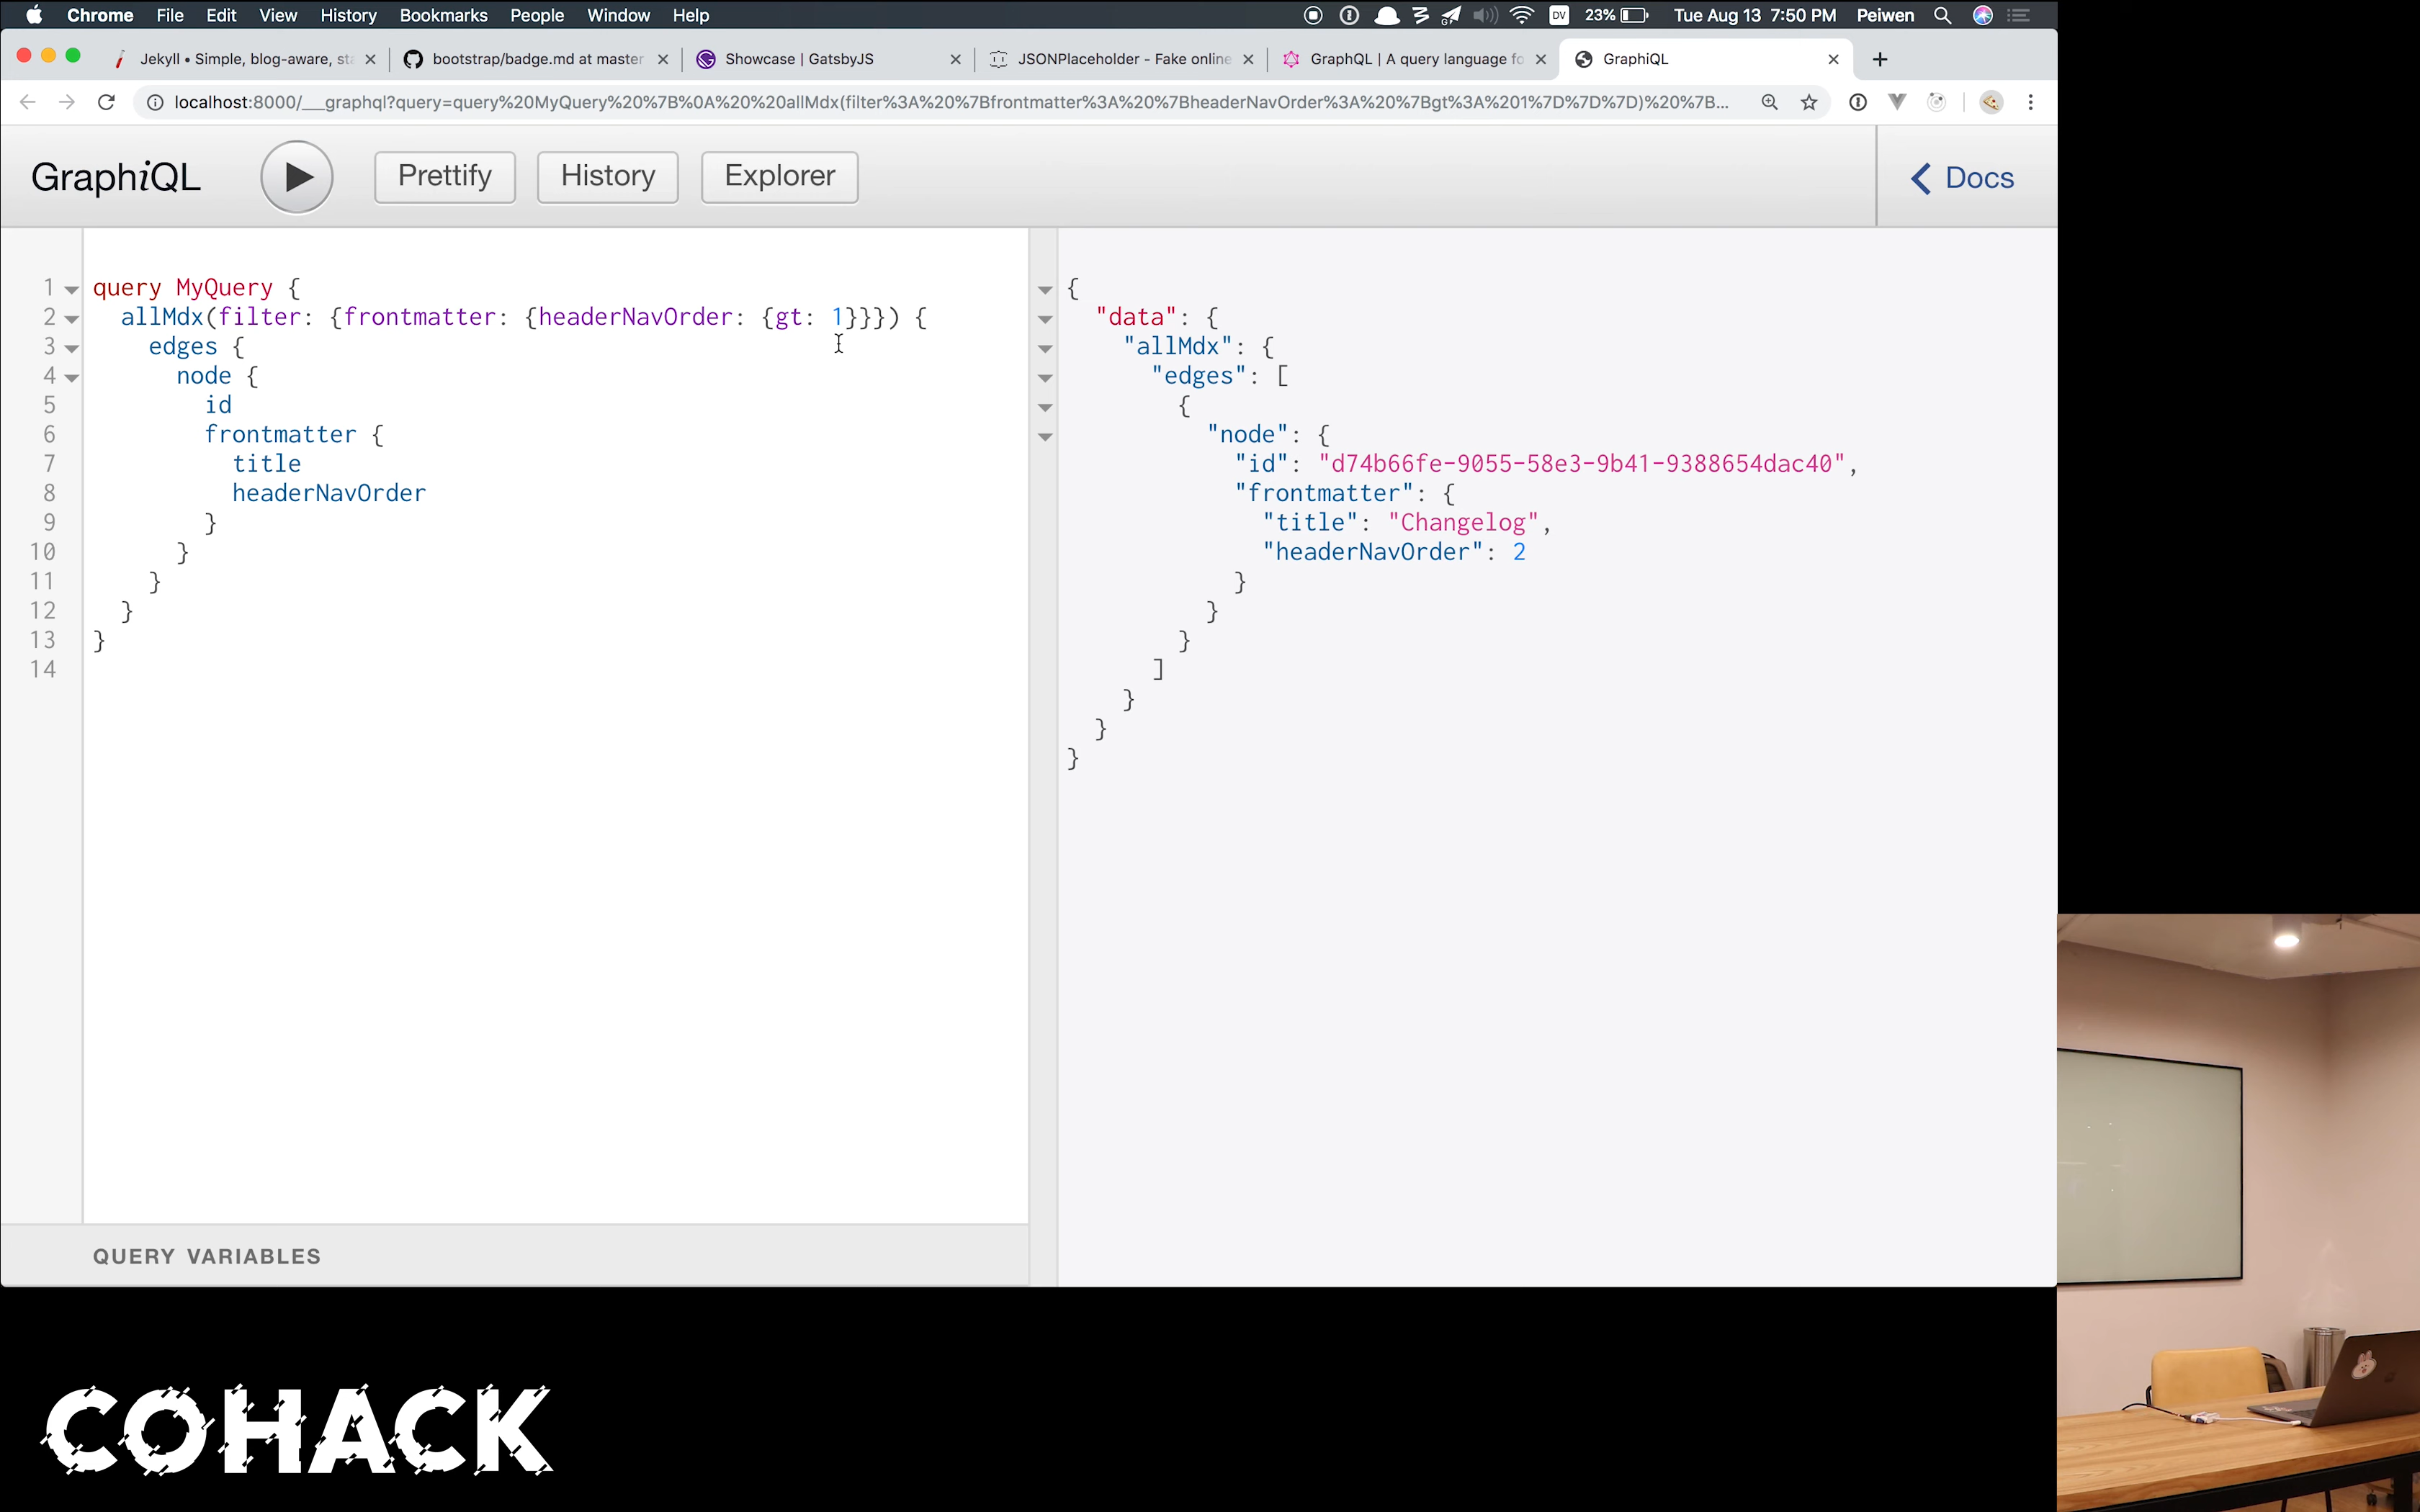 Chrome File Edit View History Bookmarks People Window Help DV 23% Tue Aug 13 7:50 PM Peiwen
Jekyll • Simple, blog-aware, sta bootstrap/badge.md at master Showcase | GatsbyJS JSONPlaceholder - Fake online GraphQL | A query language fo GraphiQL
localhost:8000/___graphql?query=query%20MyQuery%20%7B%0A%20%20allMdx(filter%3A%20%7Bfrontmatter%3A%20%7BheaderNavOrder%3A%20%7Bgt%3A%201%7D%7D%7D)%20%7B...
GraphiQL Prettify History Explorer Docs
1 query MyQuery {
2 allMdx(filter: {frontmatter: {headerNavOrder: {gt: 1}}}) {
3 edges {
4 node {
5 id
6 frontmatter {
7 title
8 headerNavOrder
9 }
10 }
11 }
12 }
13 }
14
{
"data": {
"allMdx": {
"edges": [
{
"node": {
"id": "d74b66fe-9055-58e3-9b41-9388654dac40",
"frontmatter": {
"title": "Changelog",
"headerNavOrder": 2
}
}
}
]
}
}
}
QUERY VARIABLES
COHACK